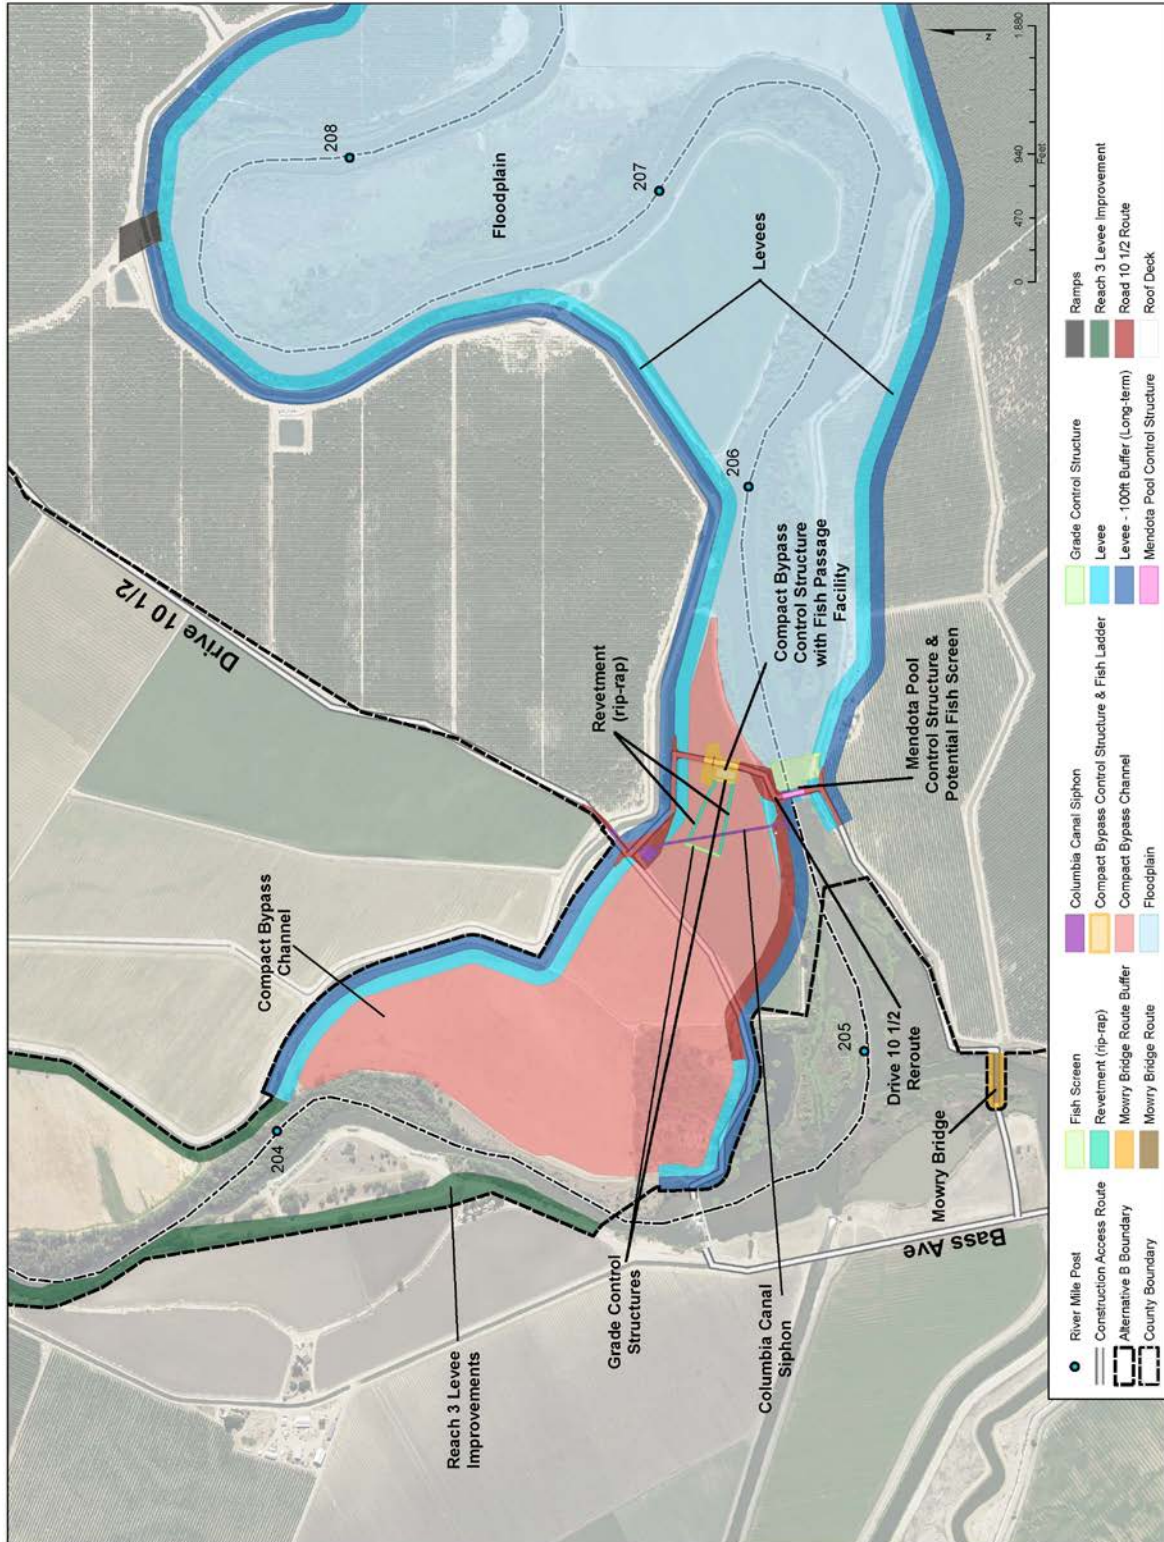 208
Floodplain
207
Levees
206
Drive 10 1/2
Revetment
(rip-rap)
Compact Bypass
Control Structure
with Fish Passage
Facility
Mendota Pool
Control Structure &
Potential Fish Screen
Compact Bypass
Channel
Drive 10 1/2
Reroute
205
204
Mowry Bridge
Bass Ave
Grade Control
Structures
Columbia Canal
Siphon
Reach 3 Levee
Improvements
N
0 470 940 1,880
Feet
River Mile Post
Construction Access Route
Alternative B Boundary
County Boundary
Fish Screen
Revetment (rip-rap)
Mowry Bridge Route Buffer
Mowry Bridge Route
Columbia Canal Siphon
Compact Bypass Control Structure & Fish Ladder
Compact Bypass Channel
Floodplain
Grade Control Structure
Levee
Levee - 100ft Buffer (Long-term)
Mendota Pool Control Structure
Ramps
Reach 3 Levee Improvement
Road 10 1/2 Route
Roof Deck